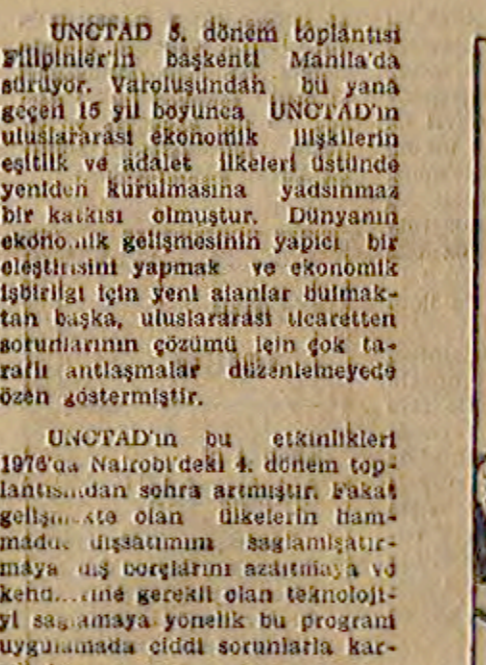 UNCTAD 5. dönem toplantısı
Filipinler'in başkenti Manila'da
sürüyor. Varoluşundan bu yana
geçen 15 yıl boyunca UNCTAD'ın
uluslararası ekonomik ilişkilerin
eşitlik ve adalet ilkeleri üstünde
yeniden kurulmasına yadsınmaz
bir katkısı olmuştur. Dünyanın
ekonomik gelişmesinin yapıcı bir
eleştirisini yapmak ve ekonomik
işbirliği için yeni alanlar bulmak-
tan başka, uluslararası ticaretten
sorunlarının çözümü için çok ta-
raflı antlaşmalar düzenlemeyede
özen göstermiştir.
UNCTAD'ın bu etkinlikleri
1976'da Nairobi'deki 4. dönem top-
lantısından sonra artmıştır. Fakat
gelişmekte olan ülkelerin ham-
madde dışsatımını
maya dış borçlarını azaltmaya ve
gerekli olan teknoloji-
yi sağlamaya yönelik bu programı
uygulamada ciddi sorunlarla kar-